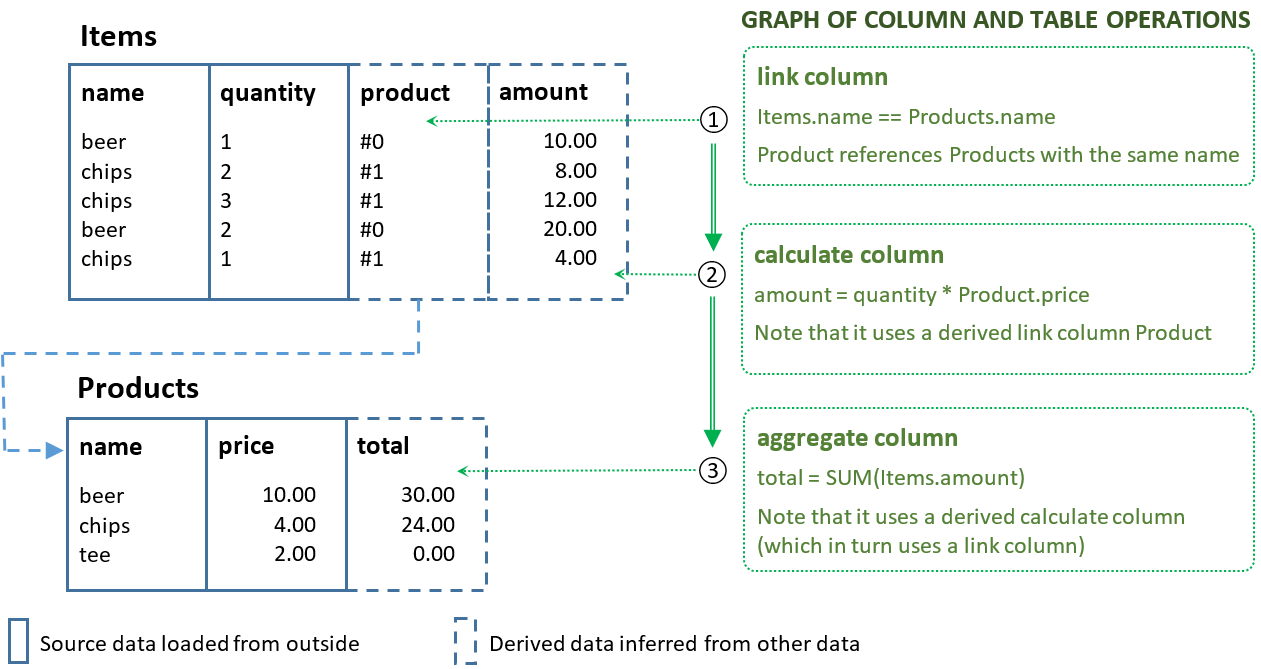 GRAPH OF COLUMN AND TABLE OPERATIONS
Items
name quantity product amount
beer 1 #0 10.00
chips 2 #1 8.00
chips 3 #1 12.00
beer 2 #0 20.00
chips 1 #1 4.00
Products
name price total
beer 10.00 30.00
chips 4.00 24.00
tee 2.00 0.00
1
link column
Items.name == Products.name
Product references Products with the same name
2
calculate column
amount = quantity * Product.price
Note that it uses a derived link column Product
3
aggregate column
total = SUM(Items.amount)
Note that it uses a derived calculate column
(which in turn uses a link column)
Source data loaded from outside
Derived data inferred from other data